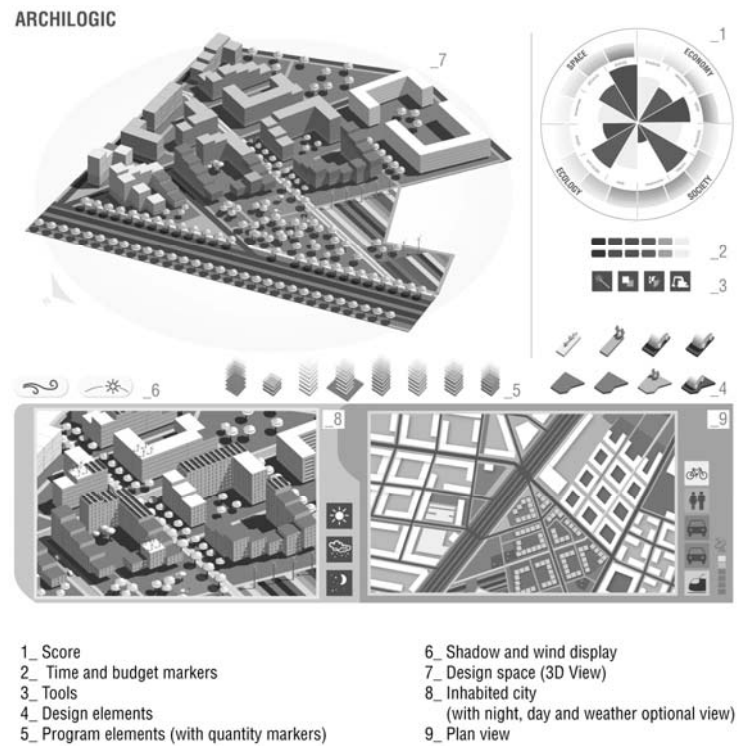 ARCHILOGIC
_7
_1
SPACE
ECONOMY
ECOLOGY
SOCIETY
_2
_3
_6
_5
_4
_8
_9
1_ Score
2_ Time and budget markers
3_ Tools
4_ Design elements
5_ Program elements (with quantity markers)
6_ Shadow and wind display
7_ Design space (3D View)
8_ Inhabited city
(with night, day and weather optional view)
9_ Plan view